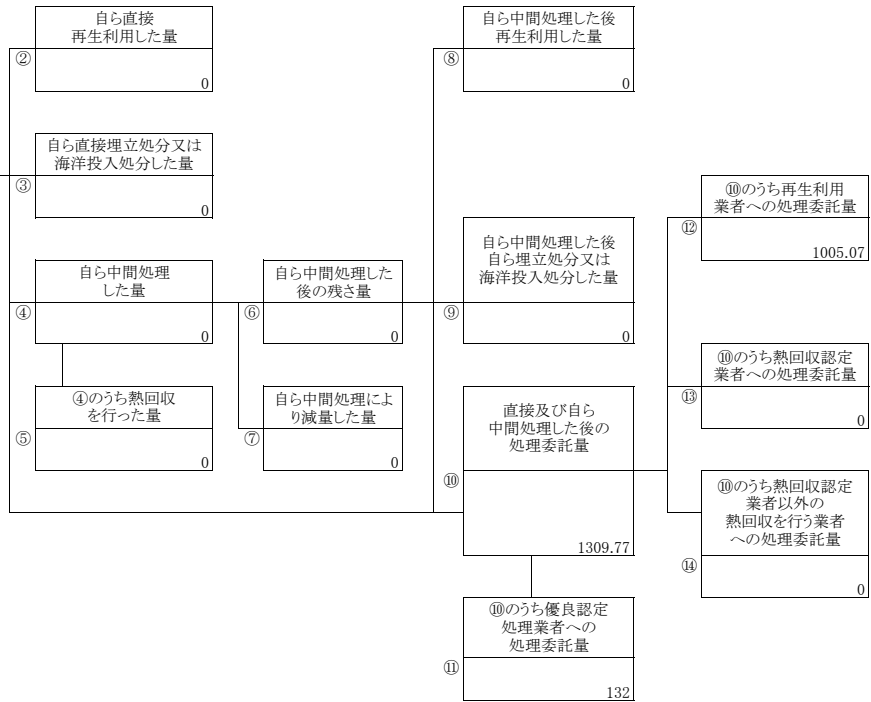 自ら直接
再生利用した量
②
0
自ら直接埋立処分又は
海洋投入処分した量
③
0
自ら中間処理
した量
④
0
④のうち熱回収
を行った量
⑤
0
自ら中間処理した
後の残さ量
⑥
0
自ら中間処理によ
り減量した量
⑦
0
自ら中間処理した後
再生利用した量
⑧
0
自ら中間処理した後
自ら埋立処分又は
海洋投入処分した量
⑨
0
直接及び自ら
中間処理した後の
処理委託量
⑩
1309.77
⑩のうち優良認定
処理業者への
処理委託量
⑪
132
⑩のうち再生利用
業者への処理委託量
⑫
1005.07
⑩のうち熱回収認定
業者への処理委託量
⑬
0
⑩のうち熱回収認定
業者以外の
熱回収を行う業者
への処理委託量
⑭
0